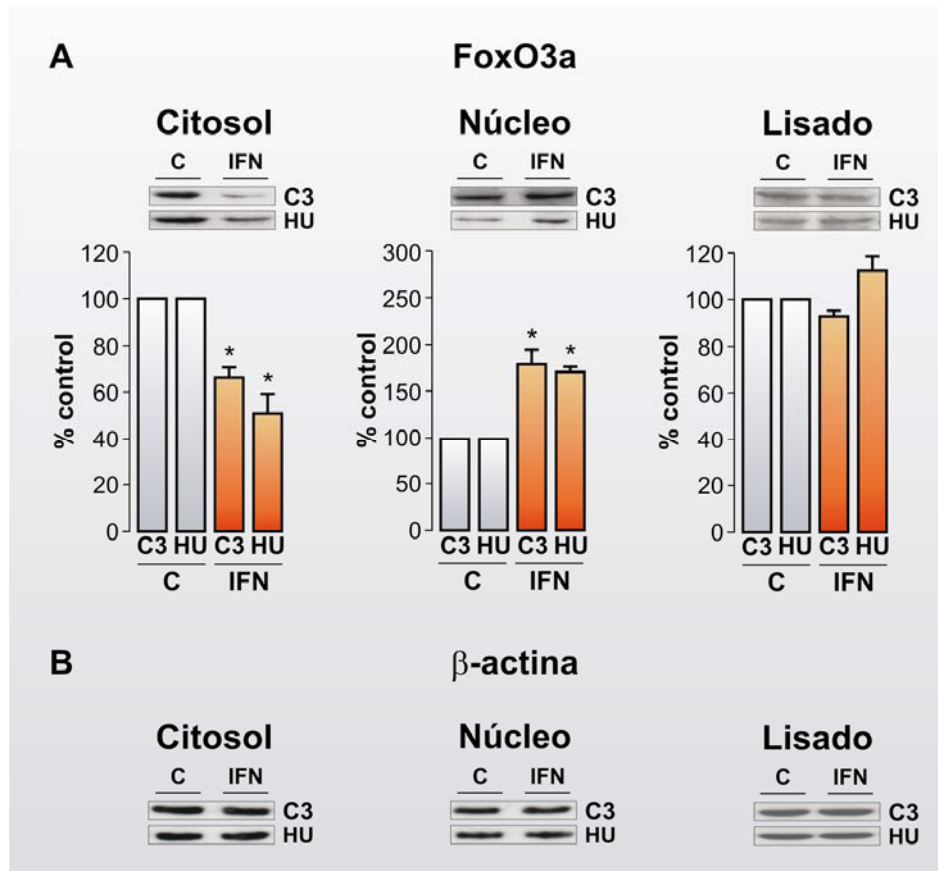 A
FoxO3a
Citosol
C IFN
C3
HU
120
100
80
60
40
20
0
% control
* *
C3 HU C3 HU
C IFN
Núcleo
C IFN
C3
HU
300
250
200
150
100
50
0
% control
* *
C3 HU C3 HU
C IFN
Lisado
C IFN
C3
HU
120
100
80
60
40
20
0
% control
C3 HU C3 HU
C IFN
B
β-actina
Citosol
C IFN
C3
HU
Núcleo
C IFN
C3
HU
Lisado
C IFN
C3
HU